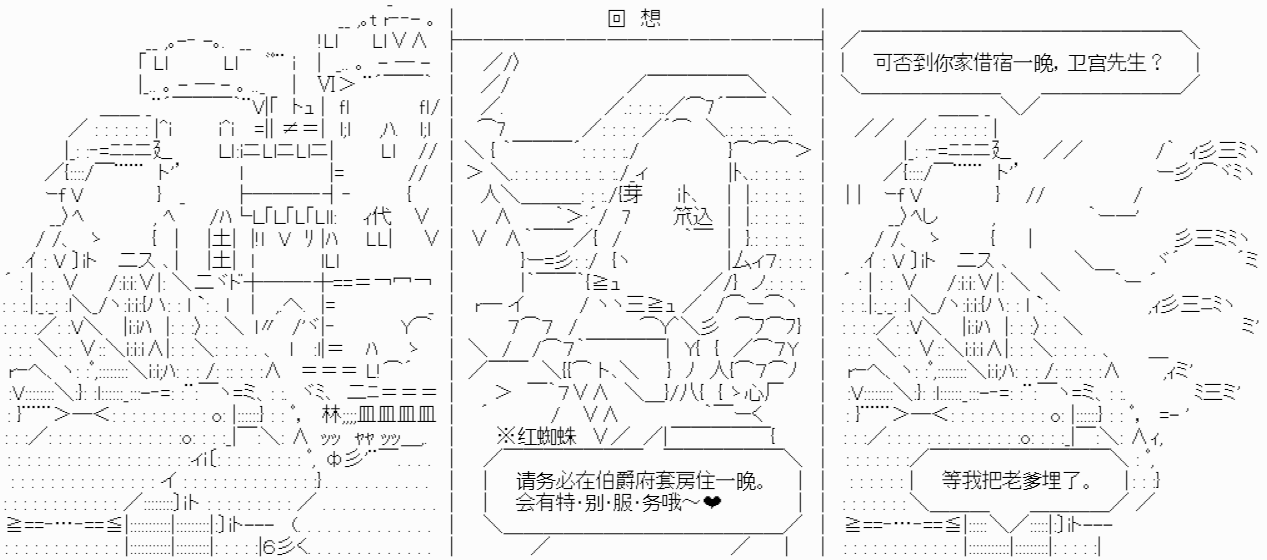 回 想
※红蜘蛛
请务必在伯爵府套房住一晚。
会有特·别·服·务哦～❤
可否到你家借宿一晚，卫宫先生？
等我把老爹埋了。